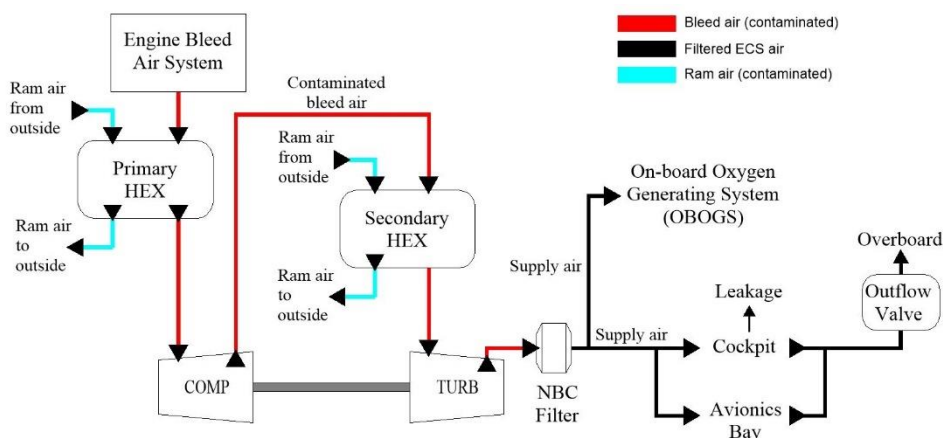 Engine Bleed
Air System
Bleed air (contaminated)
Filtered ECS air
Ram air (contaminated)
Ram air
from
outside
Contaminated
bleed air
Primary
HEX
Ram air
from
outside
Ram air
to
outside
Secondary
HEX
Ram air
to
outside
On-board Oxygen
Generating System
(OBOGS)
Supply air
Supply air
Overboard
Outflow
Valve
Leakage
Cockpit
COMP
TURB
NBC
Filter
Avionics
Bay